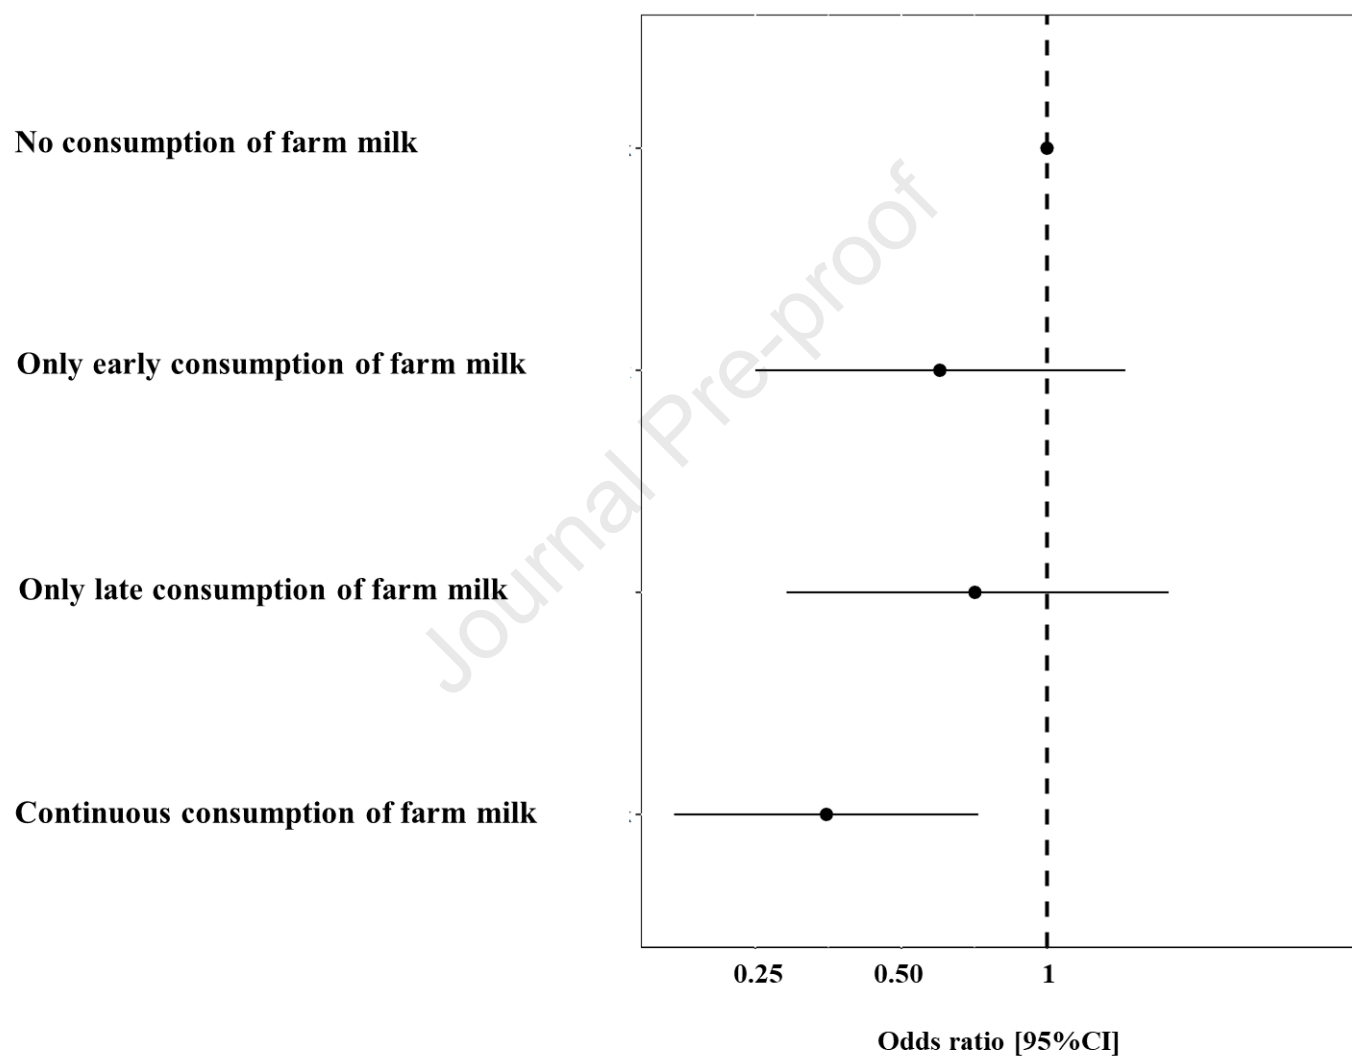 No consumption of farm milk
Only early consumption of farm milk
Only late consumption of farm milk
Continuous consumption of farm milk
Journal Pre-proof
0.25 0.50 1
Odds ratio [95%CI]